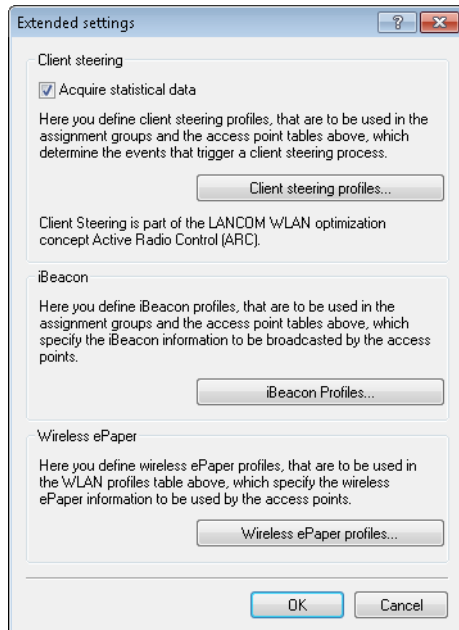 Extended settings
Client steering
Acquire statistical data
Here you define client steering profiles, that are to be used in the
assignment groups and the access point tables above, which
determine the events that trigger a client steering process.
Client steering profiles...
Client Steering is part of the LANCOM WLAN optimization
concept Active Radio Control (ARC).
iBeacon
Here you define iBeacon profiles, that are to be used in the
assignment groups and the access point tables above, which
specify the iBeacon information to be broadcasted by the access
points.
iBeacon Profiles...
Wireless ePaper
Here you define wireless ePaper profiles, that are to be used in
the WLAN profiles table above, which specify the wireless
ePaper information to be used by the access points.
Wireless ePaper profiles...
OK
Cancel